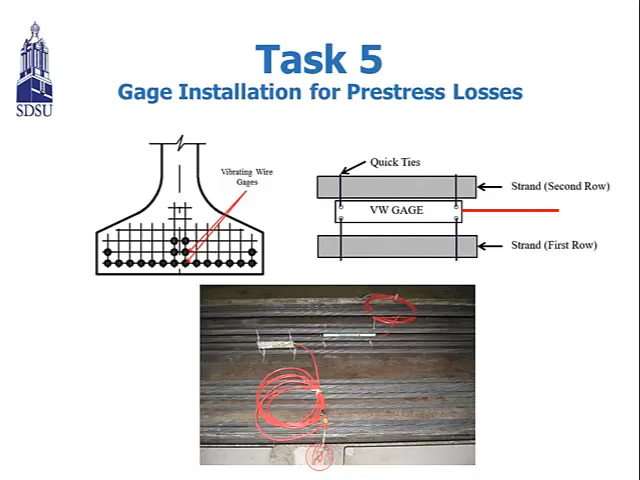 Task 5
Gage Installation for Prestress Losses
SDSU
Vibrating Wire
Gages
Quick Ties
Strand (Second Row)
VW GAGE
Strand (First Row)